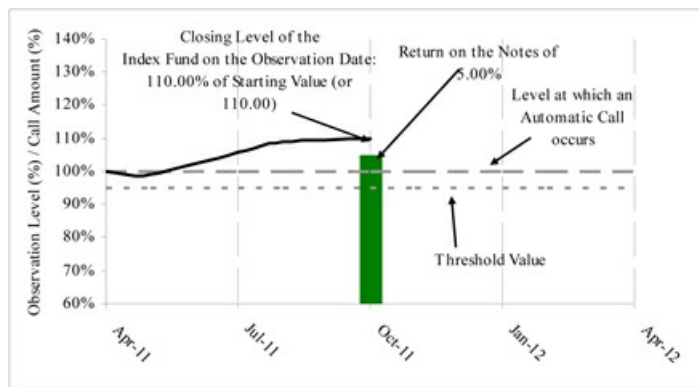 Observation Level (%) / Call Amount (%)
140%
130%
120%
110%
100%
90%
80%
70%
60%
Closing Level of the
Index Fund on the Observation Date:
110.00% of Starting Value (or
110.00)
Return on the Notes of
5.00%
Level at which an
Automatic Call
occurs
Threshold Value
Apr-11
Jul-11
Oct-11
Jan-12
Apr-12